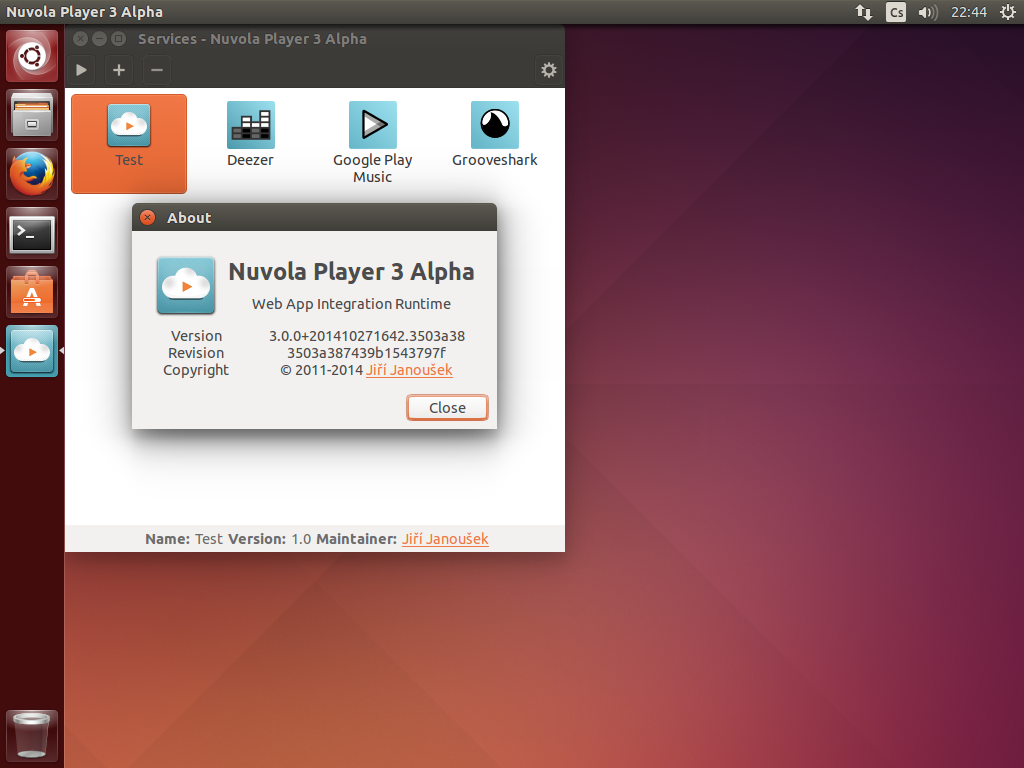 Nuvola Player 3 Alpha
Cs
22:44
Services - Nuvola Player 3 Alpha
Test
Deezer
Google Play
Music
Grooveshark
About
Nuvola Player 3 Alpha
Web App Integration Runtime
Version 3.0.0+201410271642.3503a38
Revision 3503a387439b1543797f
Copyright © 2011-2014 Jiří Janoušek
Close
Name: Test Version: 1.0 Maintainer: Jiří Janoušek